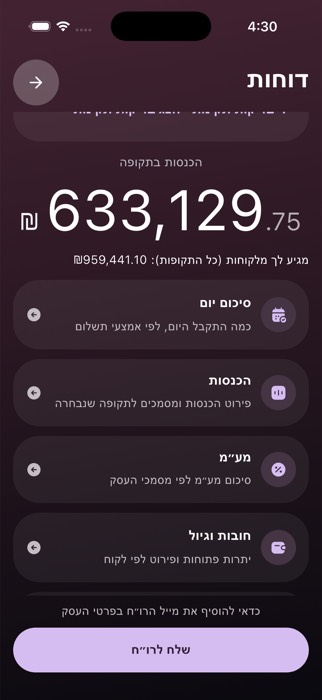 4:30
דוחות
הכנסות בתקופה
₪ 633,129.75
מגיע לך מלקוחות (כל התקופות): ₪959,441.10
סיכום יום
כמה התקבל היום, לפי אמצעי תשלום
הכנסות
פירוט הכנסות ומסמכים לתקופה שנבחרה
מע״מ
סיכום מע״מ לפי מסמכי העסק
חובות וגיול
יתרות פתוחות ופירוט לפי לקוח
כדאי להוסיף את מייל הרו״ח בפרטי העסק
שלח לרו״ח